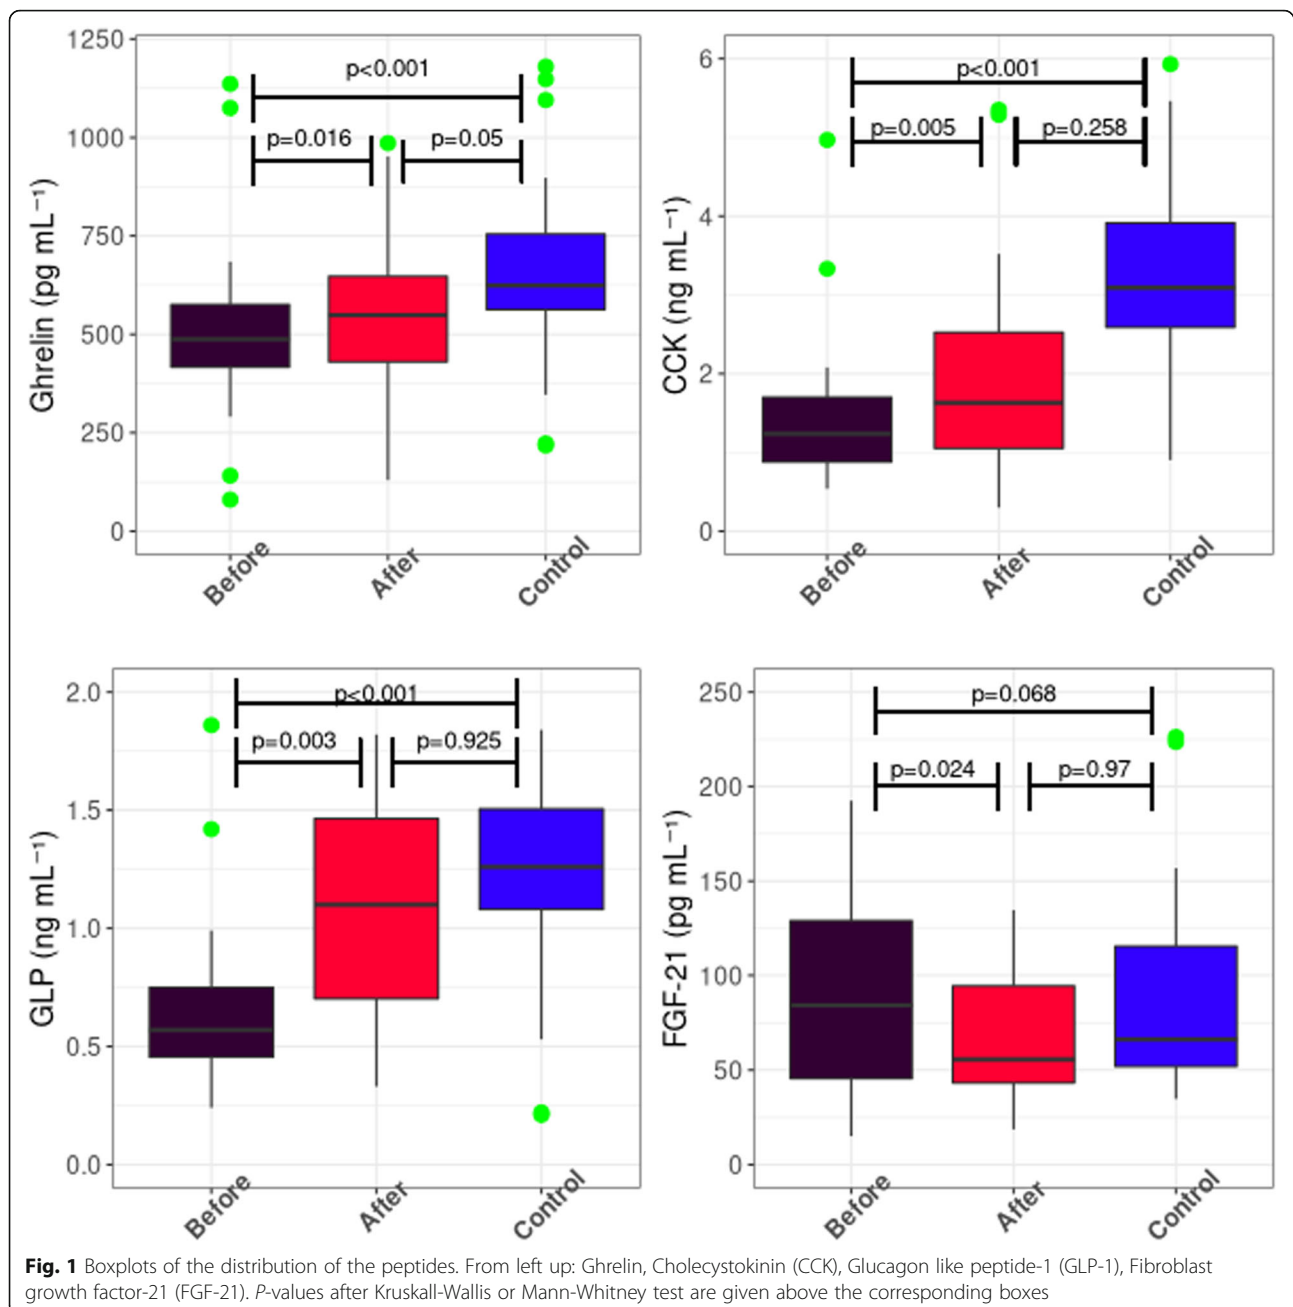 1250
1000
750
500
250
0
Ghrelin (pg mL⁻¹)
p<0.001
p=0.016
p=0.05
Before
After
Control
6
4
2
0
CCK (ng mL⁻¹)
p<0.001
p=0.005
p=0.258
Before
After
Control
2.0
1.5
1.0
0.5
0.0
GLP (ng mL⁻¹)
p<0.001
p=0.003
p=0.925
Before
After
Control
250
200
150
100
50
0
FGF-21 (pg mL⁻¹)
p=0.068
p=0.024
p=0.97
Before
After
Control
Fig. 1 Boxplots of the distribution of the peptides. From left up: Ghrelin, Cholecystokinin (CCK), Glucagon like peptide-1 (GLP-1), Fibroblast
growth factor-21 (FGF-21). P-values after Kruskall-Wallis or Mann-Whitney test are given above the corresponding boxes